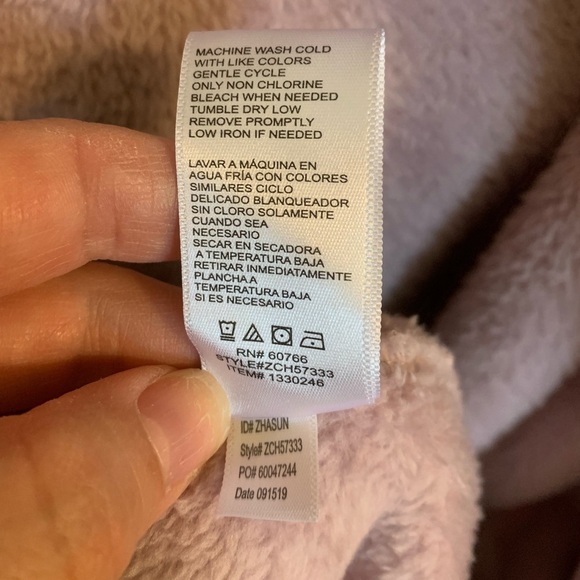 MACHINE WASH COLD
WITH LIKE COLORS
GENTLE CYCLE
ONLY NON CHLORINE
BLEACH WHEN NEEDED
TUMBLE DRY LOW
REMOVE PROMPTLY
LOW IRON IF NEEDED
LAVAR A MÁQUINA EN
AGUA FRÍA CON COLORES
SIMILARES CICLO
DELICADO BLANQUEADOR
SIN CLORO SOLAMENTE
CUANDO SEA
NECESARIO
SECAR EN SECADORA
A TEMPERATURA BAJA
RETIRAR INMEDIATAMENTE
PLANCHA A
TEMPERATURA BAJA
SI ES NECESARIO
RN# 60766
STYLE#ZCH57333
ITEM# 1330246
ID# ZHASUN
Style# ZCH57333
PO# 60047244
Date 091519